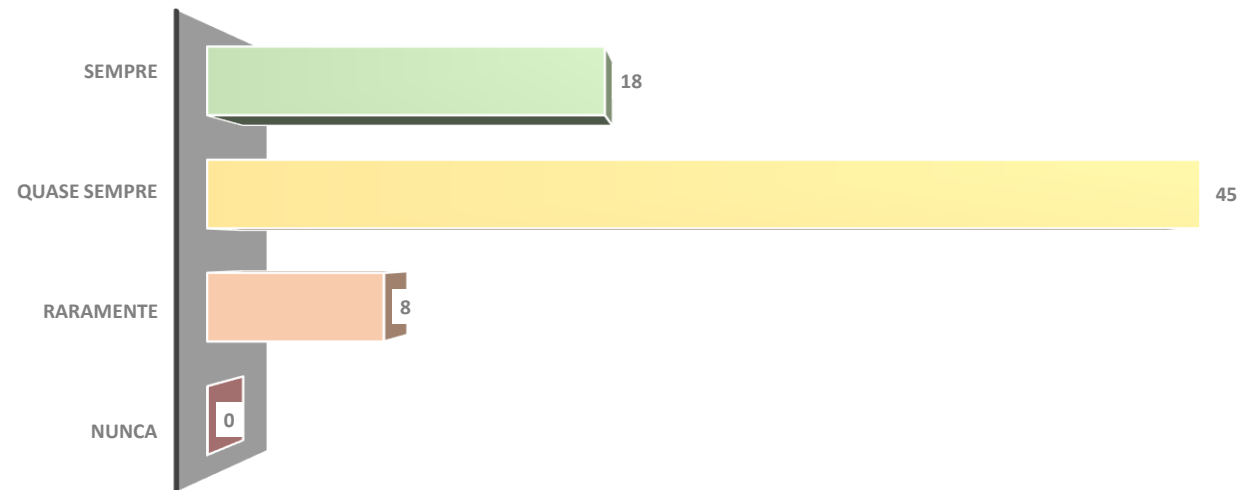 SEMPRE
18
QUASE SEMPRE
45
RARAMENTE
8
NUNCA
0